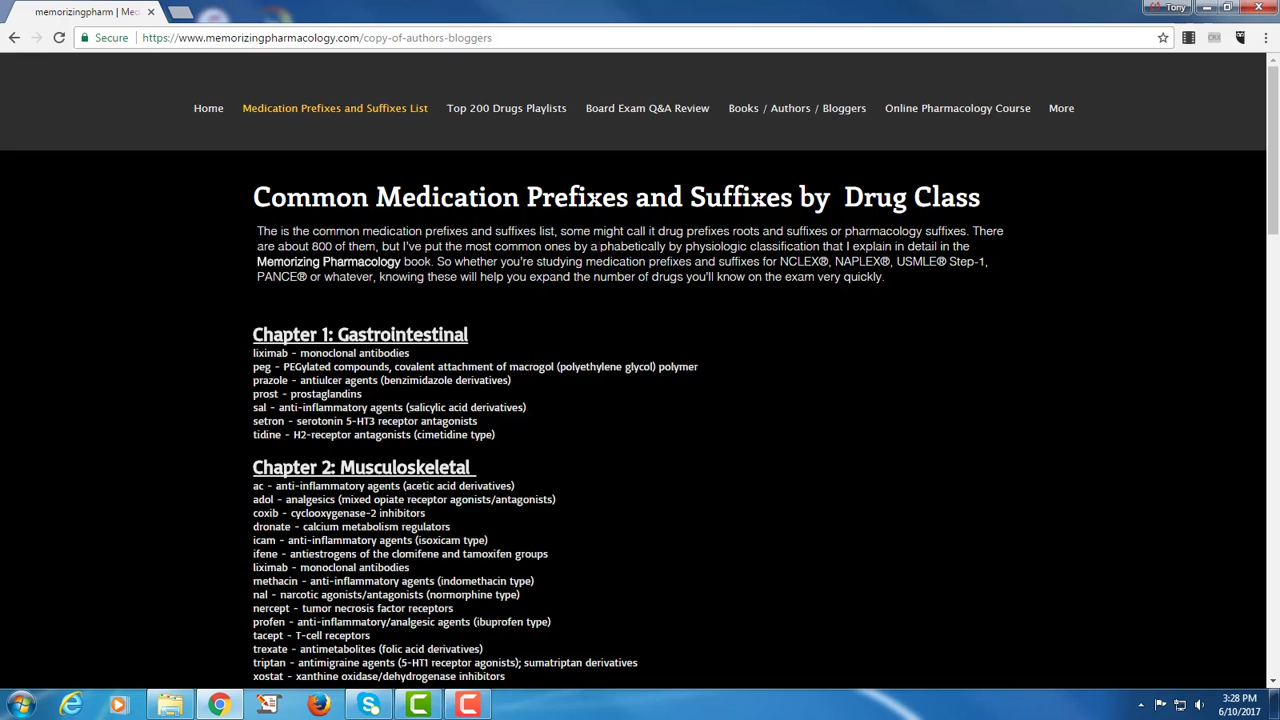 memorizingpharm | Med
Tony
Secure
https://www.memorizingpharmacology.com/copy-of-authors-bloggers
Home
Medication Prefixes and Suffixes List
Top 200 Drugs Playlists
Board Exam Q&A Review
Books / Authors / Bloggers
Online Pharmacology Course
More
Common Medication Prefixes and Suffixes by Drug Class
The is the common medication prefixes and suffixes list, some might call it drug prefixes roots and suffixes or pharmacology suffixes. There
are about 800 of them, but I've put the most common ones by a phabetically by physiologic classification that I explain in detail in the
Memorizing Pharmacology book. So whether you're studying medication prefixes and suffixes for NCLEX®, NAPLEX®, USMLE® Step-1,
PANCE® or whatever, knowing these will help you expand the number of drugs you'll know on the exam very quickly.
Chapter 1: Gastrointestinal
liximab - monoclonal antibodies
peg - PEGylated compounds, covalent attachment of macrogol (polyethylene glycol) polymer
prazole - antiulcer agents (benzimidazole derivatives)
prost - prostaglandins
sal - anti-inflammatory agents (salicylic acid derivatives)
setron - serotonin 5-HT3 receptor antagonists
tidine - H2-receptor antagonists (cimetidine type)
Chapter 2: Musculoskeletal
ac - anti-inflammatory agents (acetic acid derivatives)
adol - analgesics (mixed opiate receptor agonists/antagonists)
coxib - cyclooxygenase-2 inhibitors
dronate - calcium metabolism regulators
icam - anti-inflammatory agents (isoxicam type)
ifene - antiestrogens of the clomifene and tamoxifen groups
liximab - monoclonal antibodies
methacin - anti-inflammatory agents (indomethacin type)
nal - narcotic agonists/antagonists (normorphine type)
nercept - tumor necrosis factor receptors
profen - anti-inflammatory/analgesic agents (ibuprofen type)
tacept - T-cell receptors
trexate - antimetabolites (folic acid derivatives)
triptan - antimigraine agents (5-HT1 receptor agonists); sumatriptan derivatives
xostat - xanthine oxidase/dehydrogenase inhibitors
3:28 PM
6/10/2017